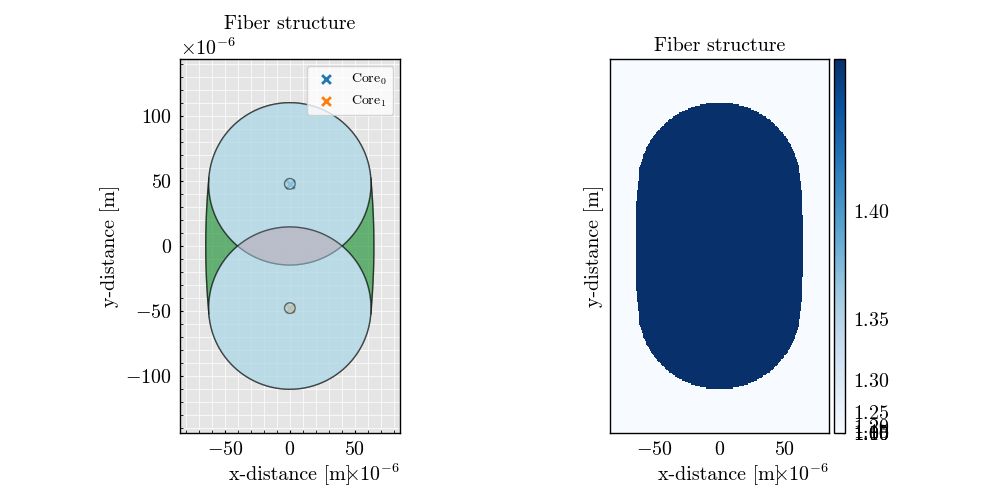 Fiber structure
×10⁻⁶
Core₀
Core₁
100
50
0
−50
−100
y-distance [m]
−50 0 50
x-distance [m]
×10⁻⁶
Fiber structure
y-distance [m]
−50 0 50
x-distance [m]
×10⁻⁶
1.40
1.35
1.30
1.25